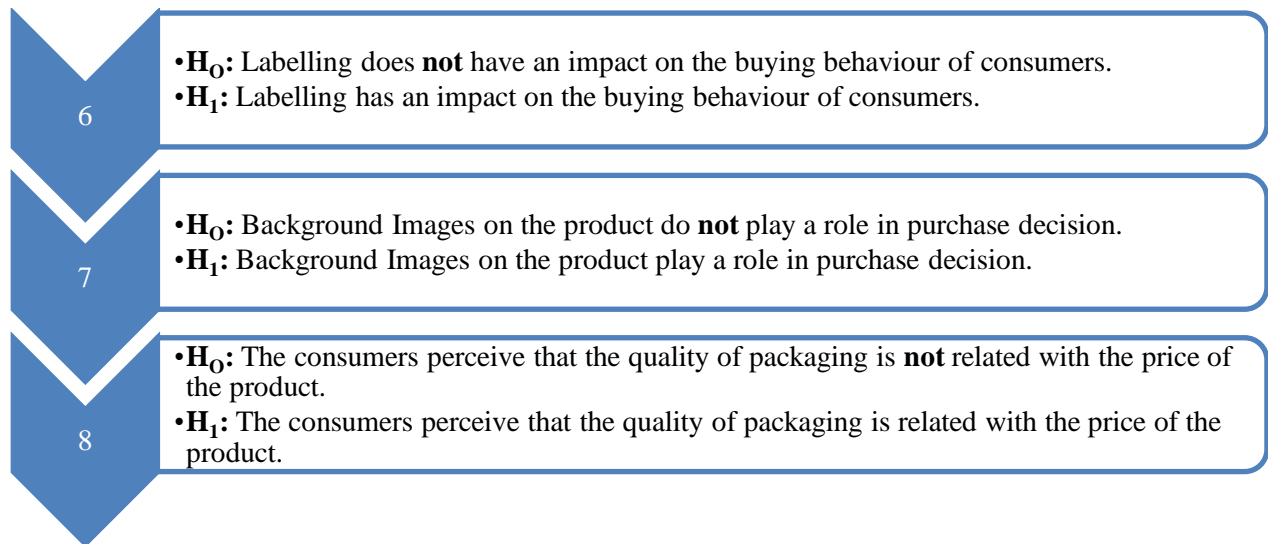 6
•H₀: Labelling does not have an impact on the buying behaviour of consumers.
•H₁: Labelling has an impact on the buying behaviour of consumers.
7
•H₀: Background Images on the product do not play a role in purchase decision.
•H₁: Background Images on the product play a role in purchase decision.
8
•H₀: The consumers perceive that the quality of packaging is not related with the price of
the product.
•H₁: The consumers perceive that the quality of packaging is related with the price of the
product.